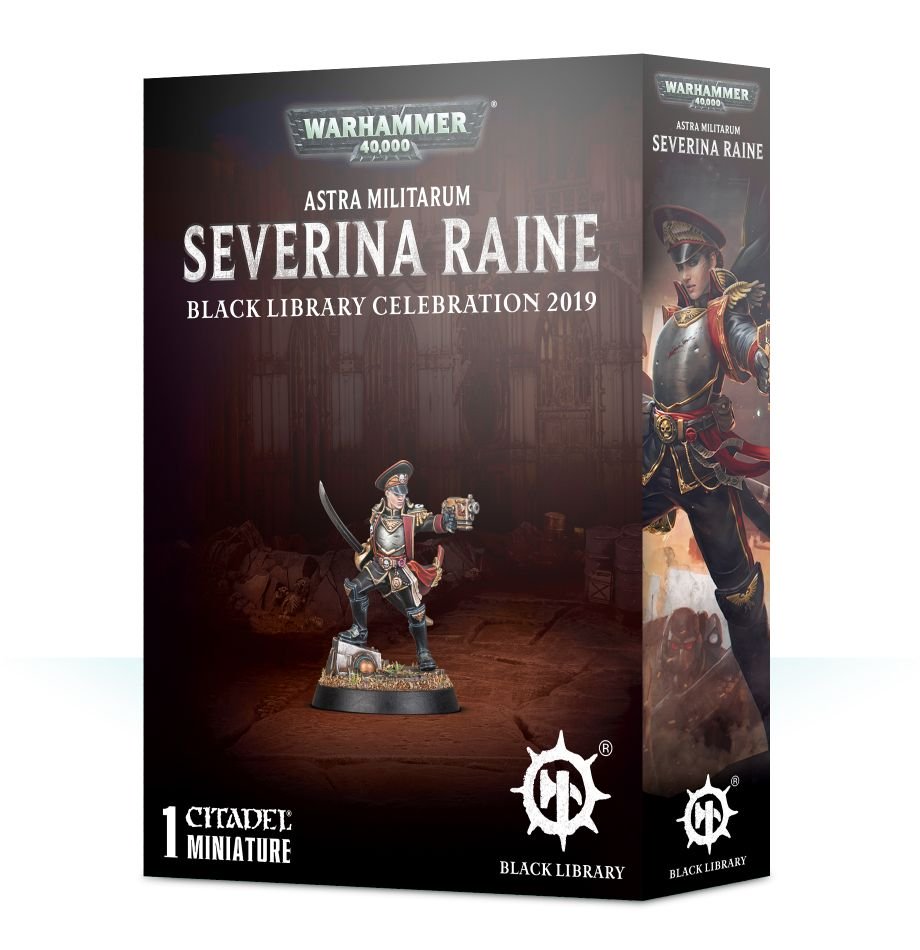 WARHAMMER®
40,000
ASTRA MILITARUM
SEVERINA RAINE
BLACK LIBRARY CELEBRATION 2019
1 CITADEL®
MINIATURE
®
BLACK LIBRARY
WARHAMMER
40,000
ASTRA MILITARUM
SEVERINA RAINE
®
BLACK LIBRARY